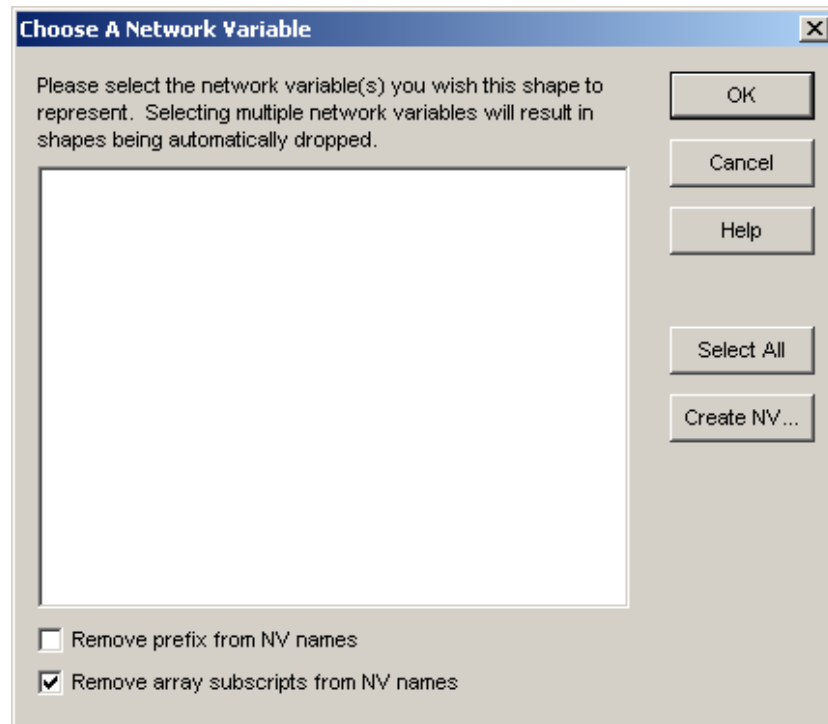 Choose A Network Variable
Please select the network variable(s) you wish this shape to
represent. Selecting multiple network variables will result in
shapes being automatically dropped.
OK
Cancel
Help
Select All
Create NV...
Remove prefix from NV names
Remove array subscripts from NV names